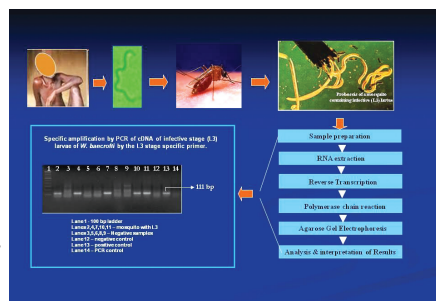 Proboscis of a mosquito
containing infective (L3) larvae
Specific amplification by PCR of cDNA of infective stage (L3)
larvae of W. bancrofti by the L3 stage specific primer.
1 2 3 4 5 6 7 8 9 10 11 12 13 14
111 bp
Lane 1 - 100 bp ladder
Lanes 2,4,7,10,11 – mosquito with L3
Lanes 3,5,6,8,9 – Negative samples
Lane 12 – negative control
Lane 13 – positive control
Lane 14 – PCR control
Sample preparation
RNA extraction
Reverse Transcription
Polymerase chain reaction
Agarose Gel Electrophoresis
Analysis & interpretation of Results